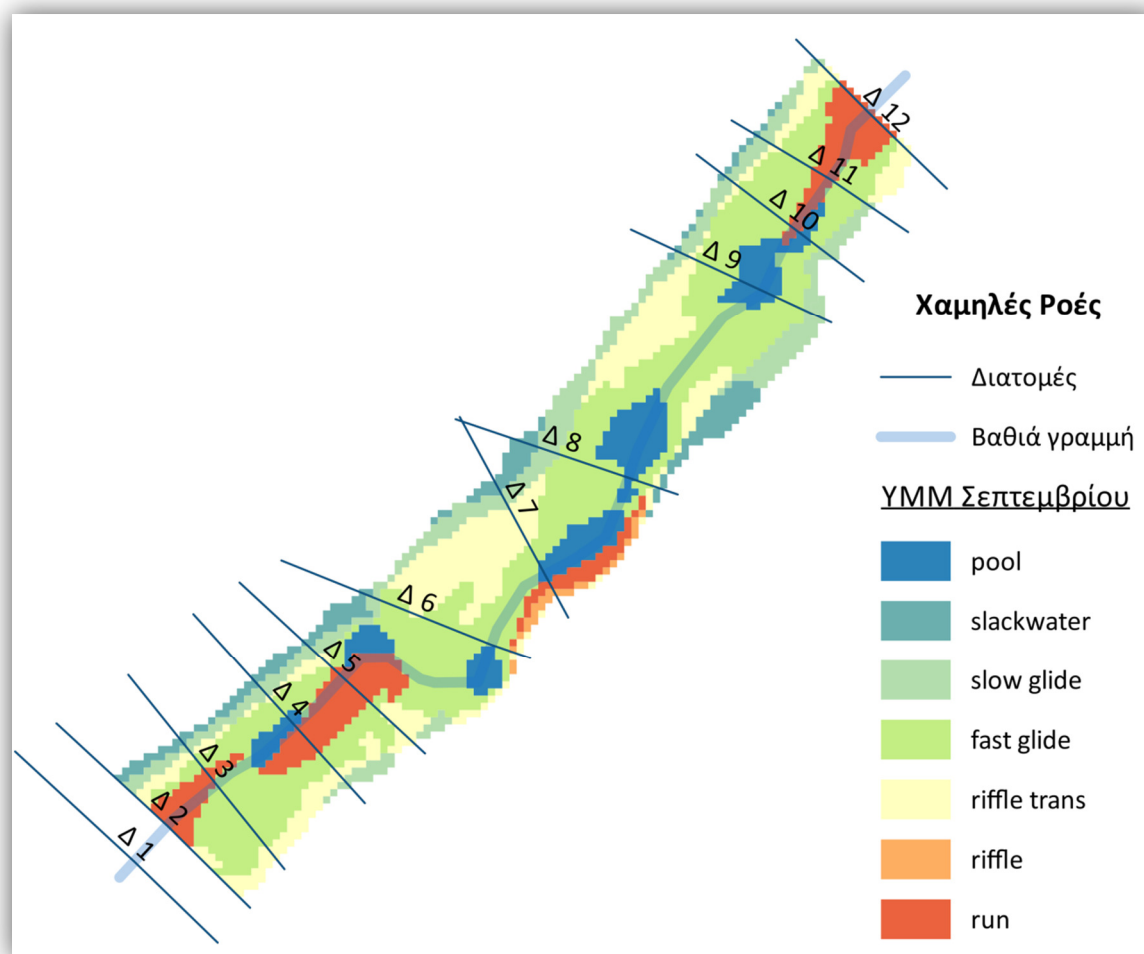 Δ 12
Δ 11
Δ 10
Δ 9
Δ 8
Δ 7
Δ 6
Δ 5
Δ 4
Δ 3
Δ 2
Δ 1
Χαμηλές Ροές
Διατομές
Βαθιά γραμμή
ΥΜΜ Σεπτεμβρίου
pool
slackwater
slow glide
fast glide
riffle trans
riffle
run